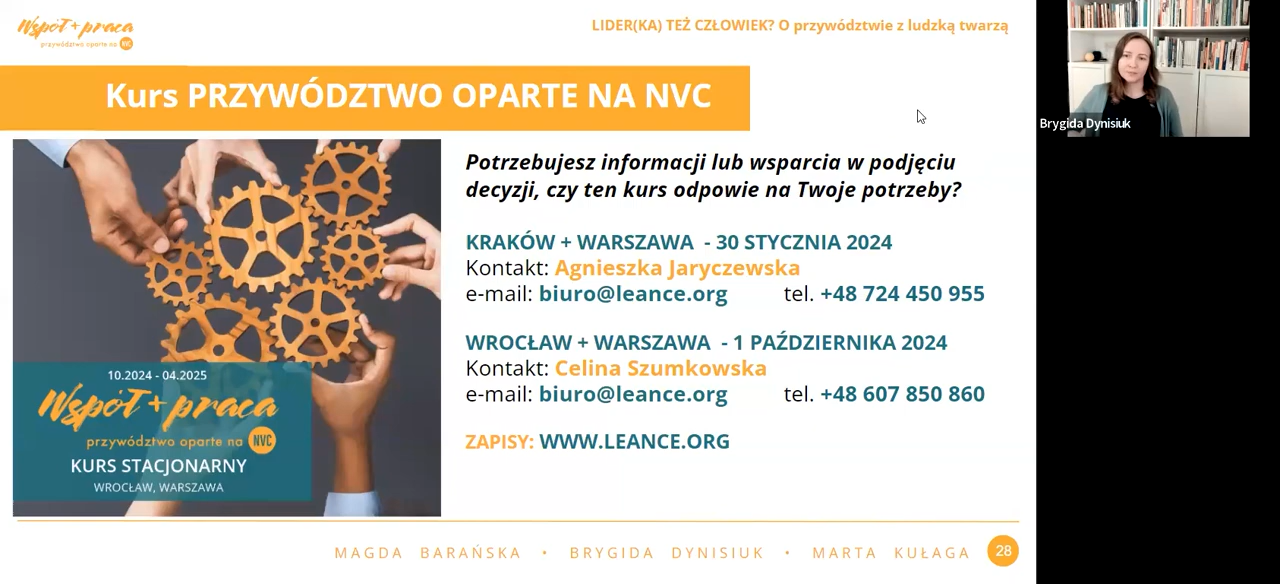 Współ+praca
przywództwo oparte na NVC
LIDER(KA) TEŻ CZŁOWIEK? O przywództwie z ludzką twarzą
Kurs PRZYWÓDZTWO OPARTE NA NVC
Brygida Dynisiuk
Potrzebujesz informacji lub wsparcia w podjęciu
decyzji, czy ten kurs odpowie na Twoje potrzeby?
KRAKÓW + WARSZAWA - 30 STYCZNIA 2024
Kontakt: Agnieszka Jaryczewska
e-mail: biuro@leance.org tel. +48 724 450 955
WROCŁAW + WARSZAWA - 1 PAŹDZIERNIKA 2024
Kontakt: Celina Szumkowska
e-mail: biuro@leance.org tel. +48 607 850 860
ZAPISY: WWW.LEANCE.ORG
10.2024 - 04.2025
Współ+praca
przywództwo oparte na NVC
KURS STACJONARNY
WROCŁAW, WARSZAWA
MAGDA BARAŃSKA • BRYGIDA DYNISIUK • MARTA KUŁAGA 28